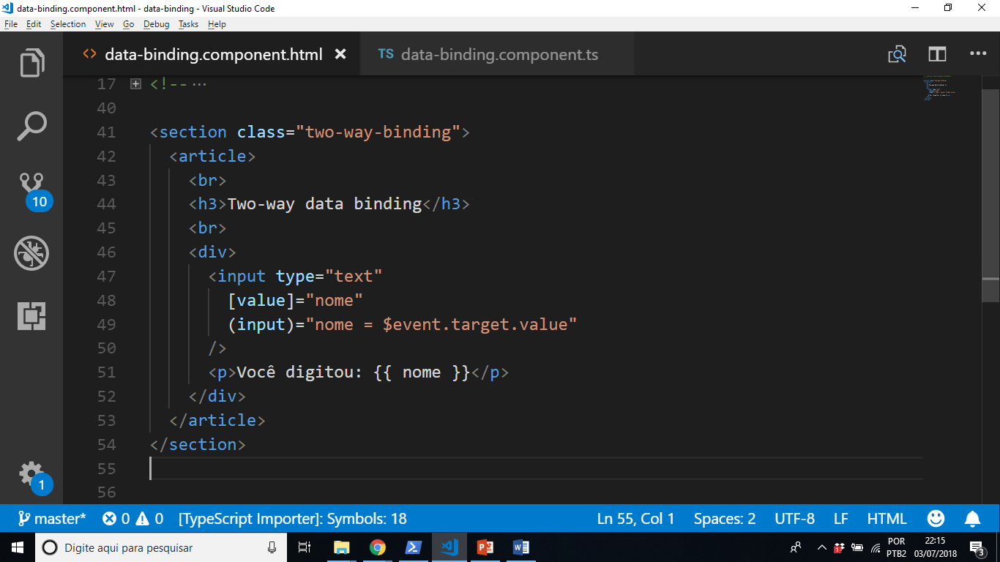 data-binding.component.html - data-binding - Visual Studio Code
File Edit Selection View Go Debug Tasks Help
<> data-binding.component.html × TS data-binding.component.ts
17 <!-- ...
40
41 <section class="two-way-binding">
42 <article>
43 <br>
44 <h3>Two-way data binding</h3>
45 <br>
46 <div>
47 <input type="text"
48 [value]="nome"
49 (input)="nome = $event.target.value"
50 />
51 <p>Você digitou: {{ nome }}</p>
52 </div>
53 </article>
54 </section>
55
56
10
1
master* 0 0 [TypeScript Importer]: Symbols: 18 Ln 55, Col 1 Spaces: 2 UTF-8 LF HTML
Digite aqui para pesquisar
POR 22:15
PTB2 03/07/2018 3